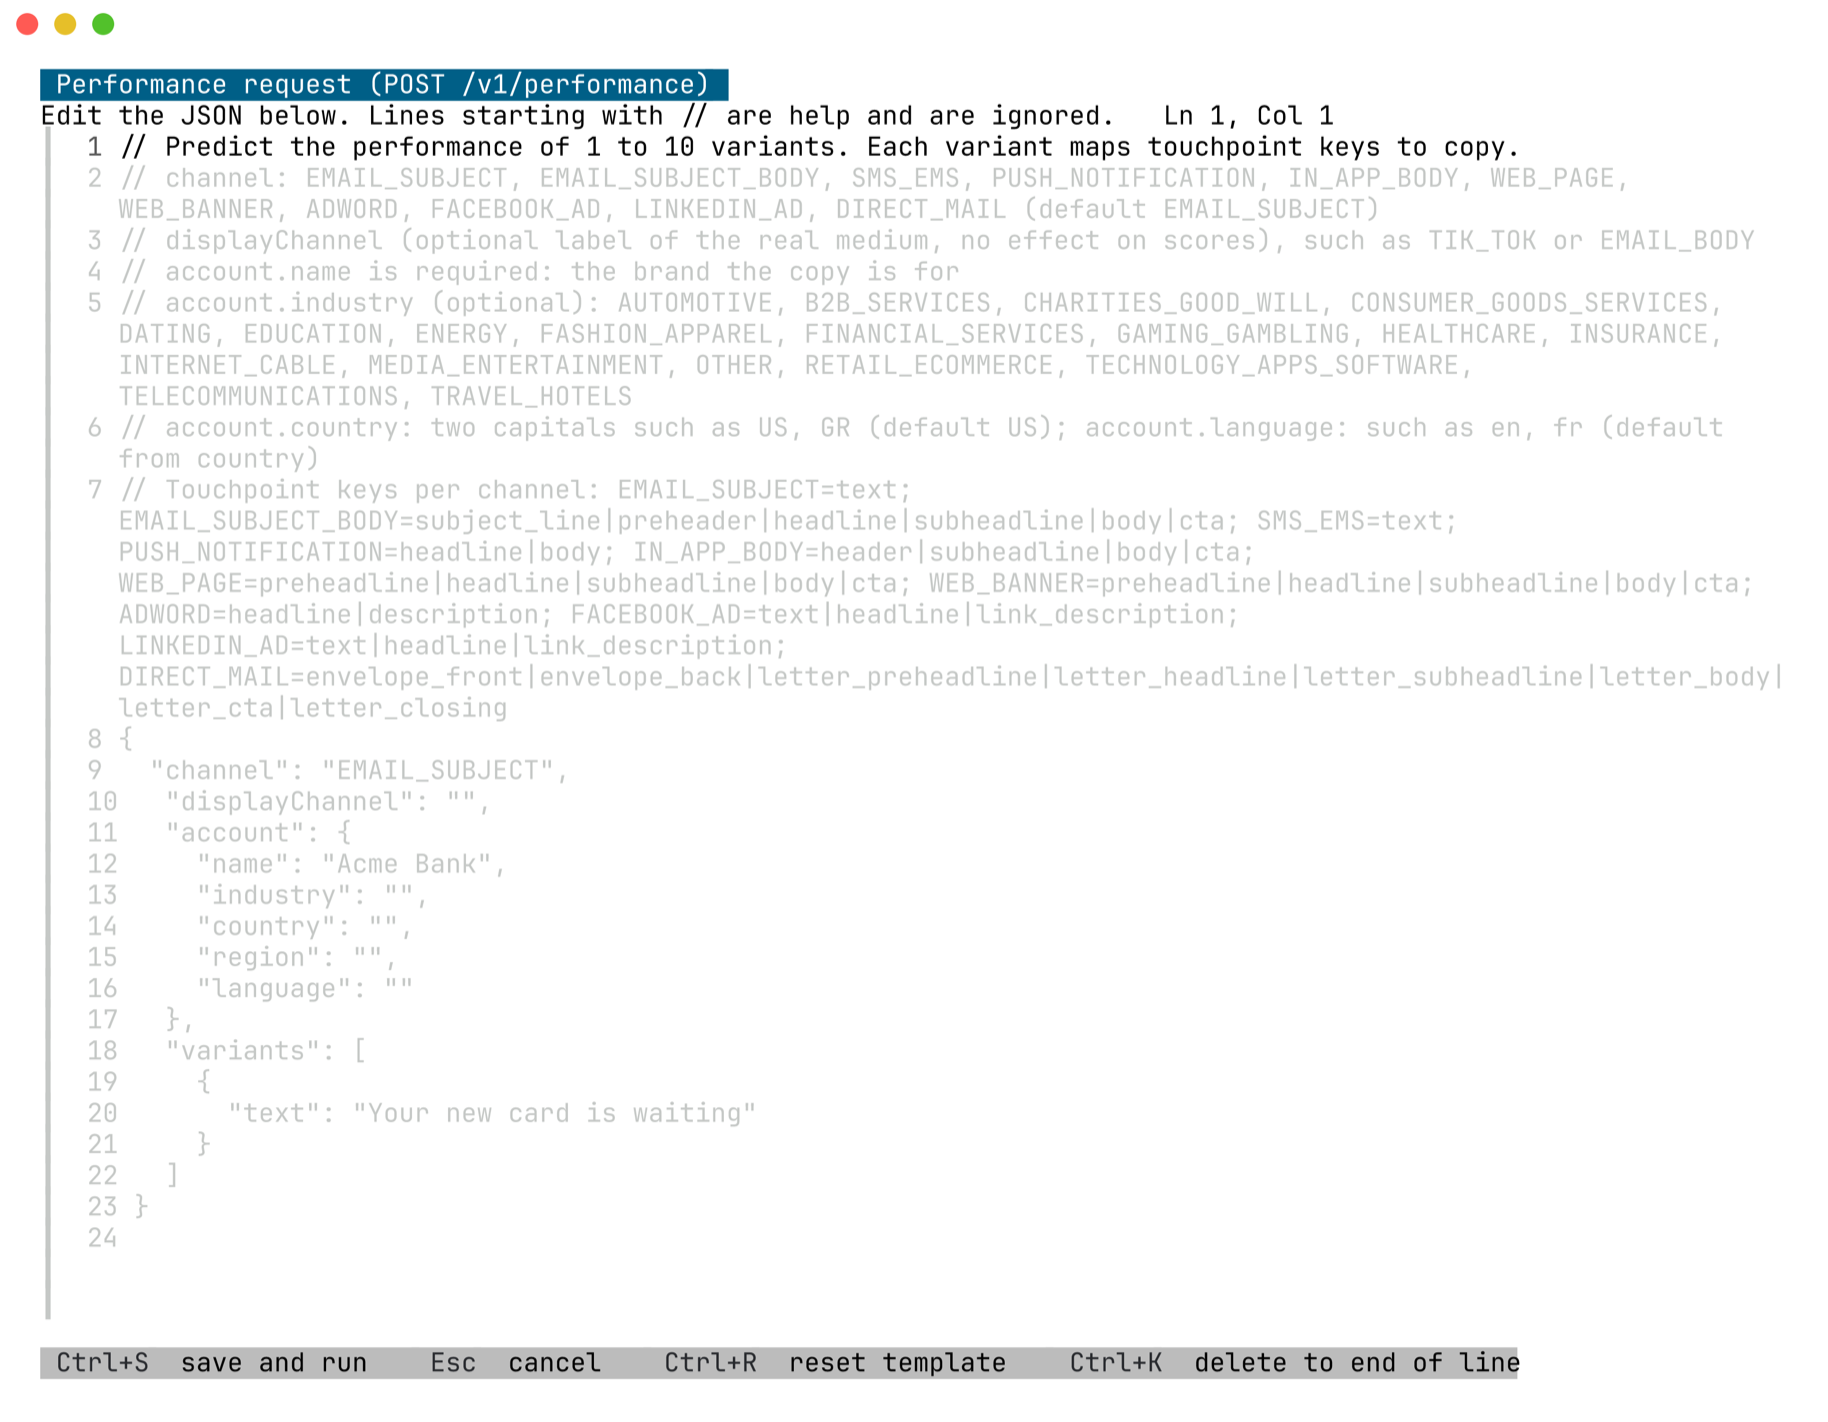 Performance request (POST /v1/performance)
Edit the JSON below. Lines starting with // are help and are ignored.   Ln 1, Col 1
1 // Predict the performance of 1 to 10 variants. Each variant maps touchpoint keys to copy.
2 // channel: EMAIL_SUBJECT, EMAIL_SUBJECT_BODY, SMS_EMS, PUSH_NOTIFICATION, IN_APP_BODY, WEB_PAGE,
WEB_BANNER, ADWORD, FACEBOOK_AD, LINKEDIN_AD, DIRECT_MAIL (default EMAIL_SUBJECT)
3 // displayChannel (optional label of the real medium, no effect on scores), such as TIK_TOK or EMAIL_BODY
4 // account.name is required: the brand the copy is for
5 // account.industry (optional): AUTOMOTIVE, B2B_SERVICES, CHARITIES_GOOD_WILL, CONSUMER_GOODS_SERVICES,
DATING, EDUCATION, ENERGY, FASHION_APPAREL, FINANCIAL_SERVICES, GAMING_GAMBLING, HEALTHCARE, INSURANCE,
INTERNET_CABLE, MEDIA_ENTERTAINMENT, OTHER, RETAIL_ECOMMERCE, TECHNOLOGY_APPS_SOFTWARE,
TELECOMMUNICATIONS, TRAVEL_HOTELS
6 // account.country: two capitals such as US, GR (default US); account.language: such as en, fr (default
from country)
7 // Touchpoint keys per channel: EMAIL_SUBJECT=text;
EMAIL_SUBJECT_BODY=subject_line|preheader|headline|subheadline|body|cta; SMS_EMS=text;
PUSH_NOTIFICATION=headline|body; IN_APP_BODY=header|subheadline|body|cta;
WEB_PAGE=preheadline|headline|subheadline|body|cta; WEB_BANNER=preheadline|headline|subheadline|body|cta;
ADWORD=headline|description; FACEBOOK_AD=text|headline|link_description;
LINKEDIN_AD=text|headline|link_description;
DIRECT_MAIL=envelope_front|envelope_back|letter_preheadline|letter_headline|letter_subheadline|letter_body|
letter_cta|letter_closing
8 {
9   "channel": "EMAIL_SUBJECT",
10   "displayChannel": "",
11   "account": {
12     "name": "Acme Bank",
13     "industry": "",
14     "country": "",
15     "region": "",
16     "language": ""
17   },
18   "variants": [
19     {
20       "text": "Your new card is waiting"
21     }
22   ]
23 }
24
Ctrl+S  save and run    Esc  cancel    Ctrl+R  reset template    Ctrl+K  delete to end of line